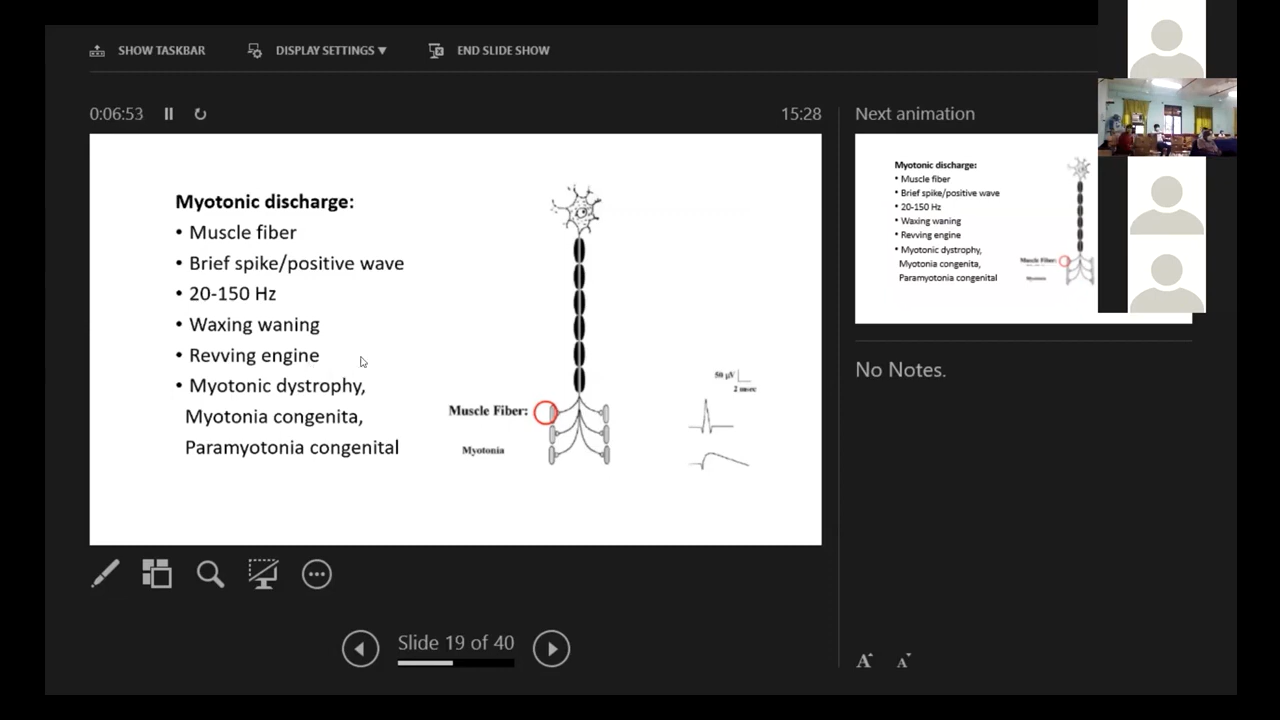 SHOW TASKBAR
DISPLAY SETTINGS ▼
END SLIDE SHOW
0:06:53
15:28
Next animation
Myotonic discharge:
• Muscle fiber
• Brief spike/positive wave
• 20-150 Hz
• Waxing waning
• Revving engine
• Myotonic dystrophy,
Myotonia congenita,
Paramyotonia congenital
Muscle Fiber:
Myotonia
50 μV
2 msec
Myotonic discharge:
• Muscle fiber
• Brief spike/positive wave
• 20-150 Hz
• Waxing waning
• Revving engine
• Myotonic dystrophy,
Myotonia congenita,
Paramyotonia congenital
Muscle Fiber:
Myotonia
No Notes.
Slide 19 of 40
A A